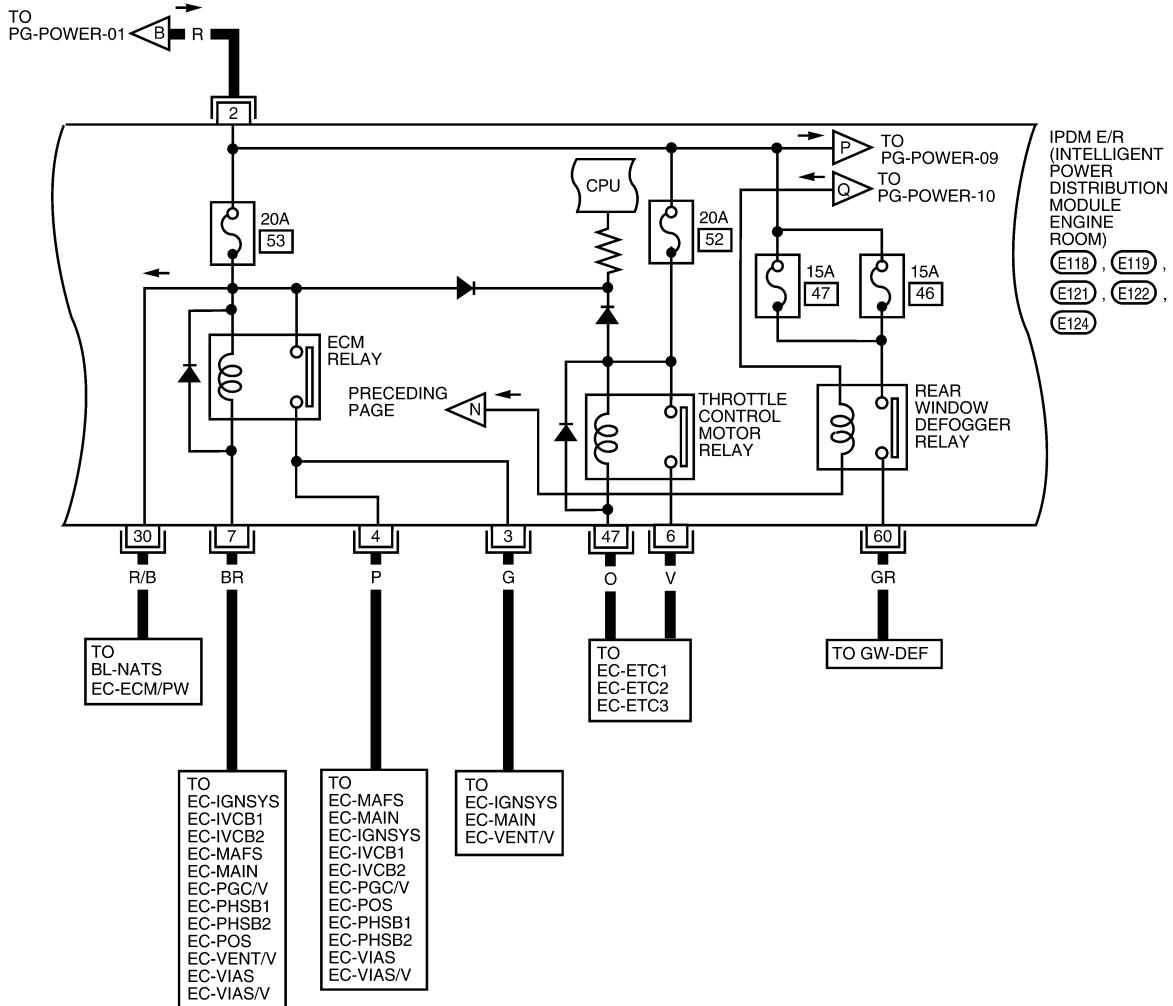 TO
PG-POWER-01
B
R
2
P
TO
PG-POWER-09
Q
TO
PG-POWER-10
IPDM E/R
(INTELLIGENT
POWER
DISTRIBUTION
MODULE
ENGINE
ROOM)
E118 , E119 ,
E121 , E122 ,
E124
CPU
20A
53
20A
52
15A
47
15A
46
ECM
RELAY
PRECEDING
PAGE
N
THROTTLE
CONTROL
MOTOR
RELAY
REAR
WINDOW
DEFOGGER
RELAY
30
7
4
3
47
6
60
R/B
BR
P
G
O
V
GR
TO
BL-NATS
EC-ECM/PW
TO
EC-ETC1
EC-ETC2
EC-ETC3
TO GW-DEF
TO
EC-IGNSYS
EC-IVCB1
EC-IVCB2
EC-MAFS
EC-MAIN
EC-PGC/V
EC-PHSB1
EC-PHSB2
EC-POS
EC-VENT/V
EC-VIAS
EC-VIAS/V
TO
EC-MAFS
EC-MAIN
EC-IGNSYS
EC-IVCB1
EC-IVCB2
EC-PGC/V
EC-POS
EC-PHSB1
EC-PHSB2
EC-VIAS
EC-VIAS/V
TO
EC-IGNSYS
EC-MAIN
EC-VENT/V